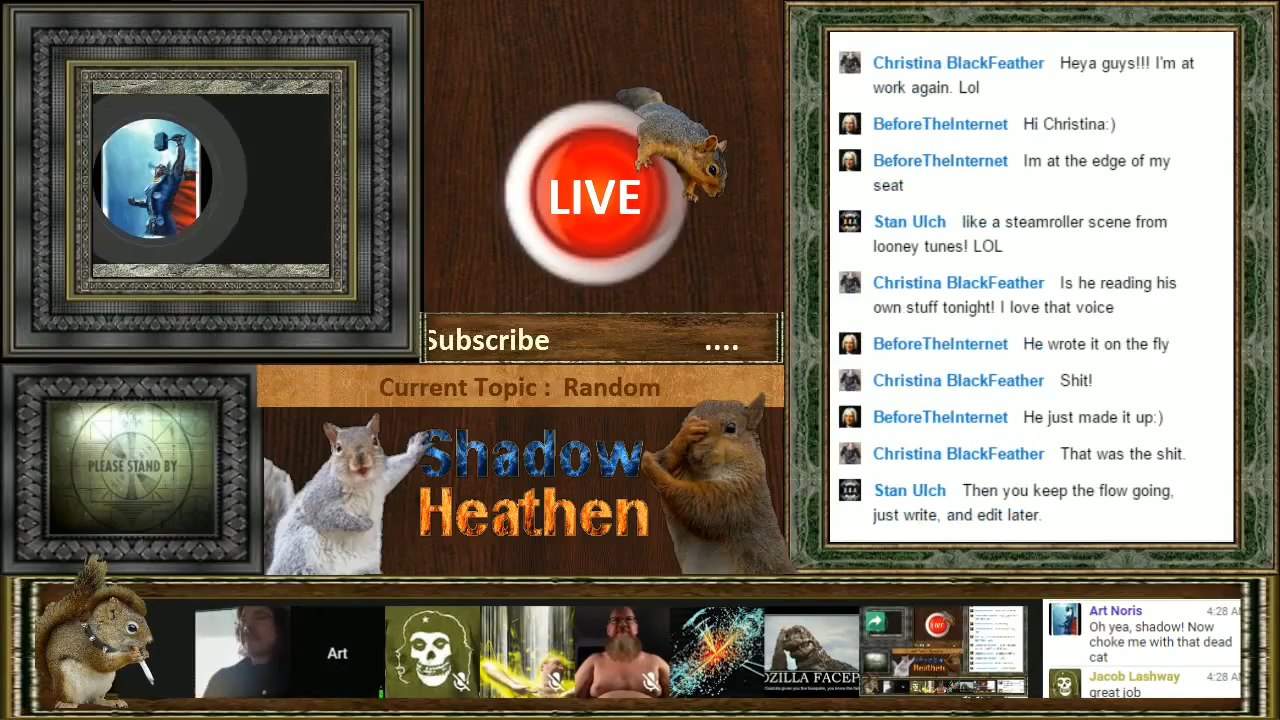 LIVE
Subscribe ....
Current Topic : Random
PLEASE STAND BY
Shadow
Heathen
Christina BlackFeather Heya guys!!! I'm at
work again. Lol
BeforeTheInternet Hi Christina:)
BeforeTheInternet Im at the edge of my
seat
Stan Ulch like a steamroller scene from
looney tunes! LOL
Christina BlackFeather Is he reading his
own stuff tonight! I love that voice
BeforeTheInternet He wrote it on the fly
Christina BlackFeather Shit!
BeforeTheInternet He just made it up:)
Christina BlackFeather That was the shit.
Stan Ulch Then you keep the flow going,
just write, and edit later.
Art
OZILLA FACEP
LIVE
Heathen
Art Noris 4:28 A
Oh yea, shadow! Now
choke me with that dead
cat
Jacob Lashway 4:28 A
great job